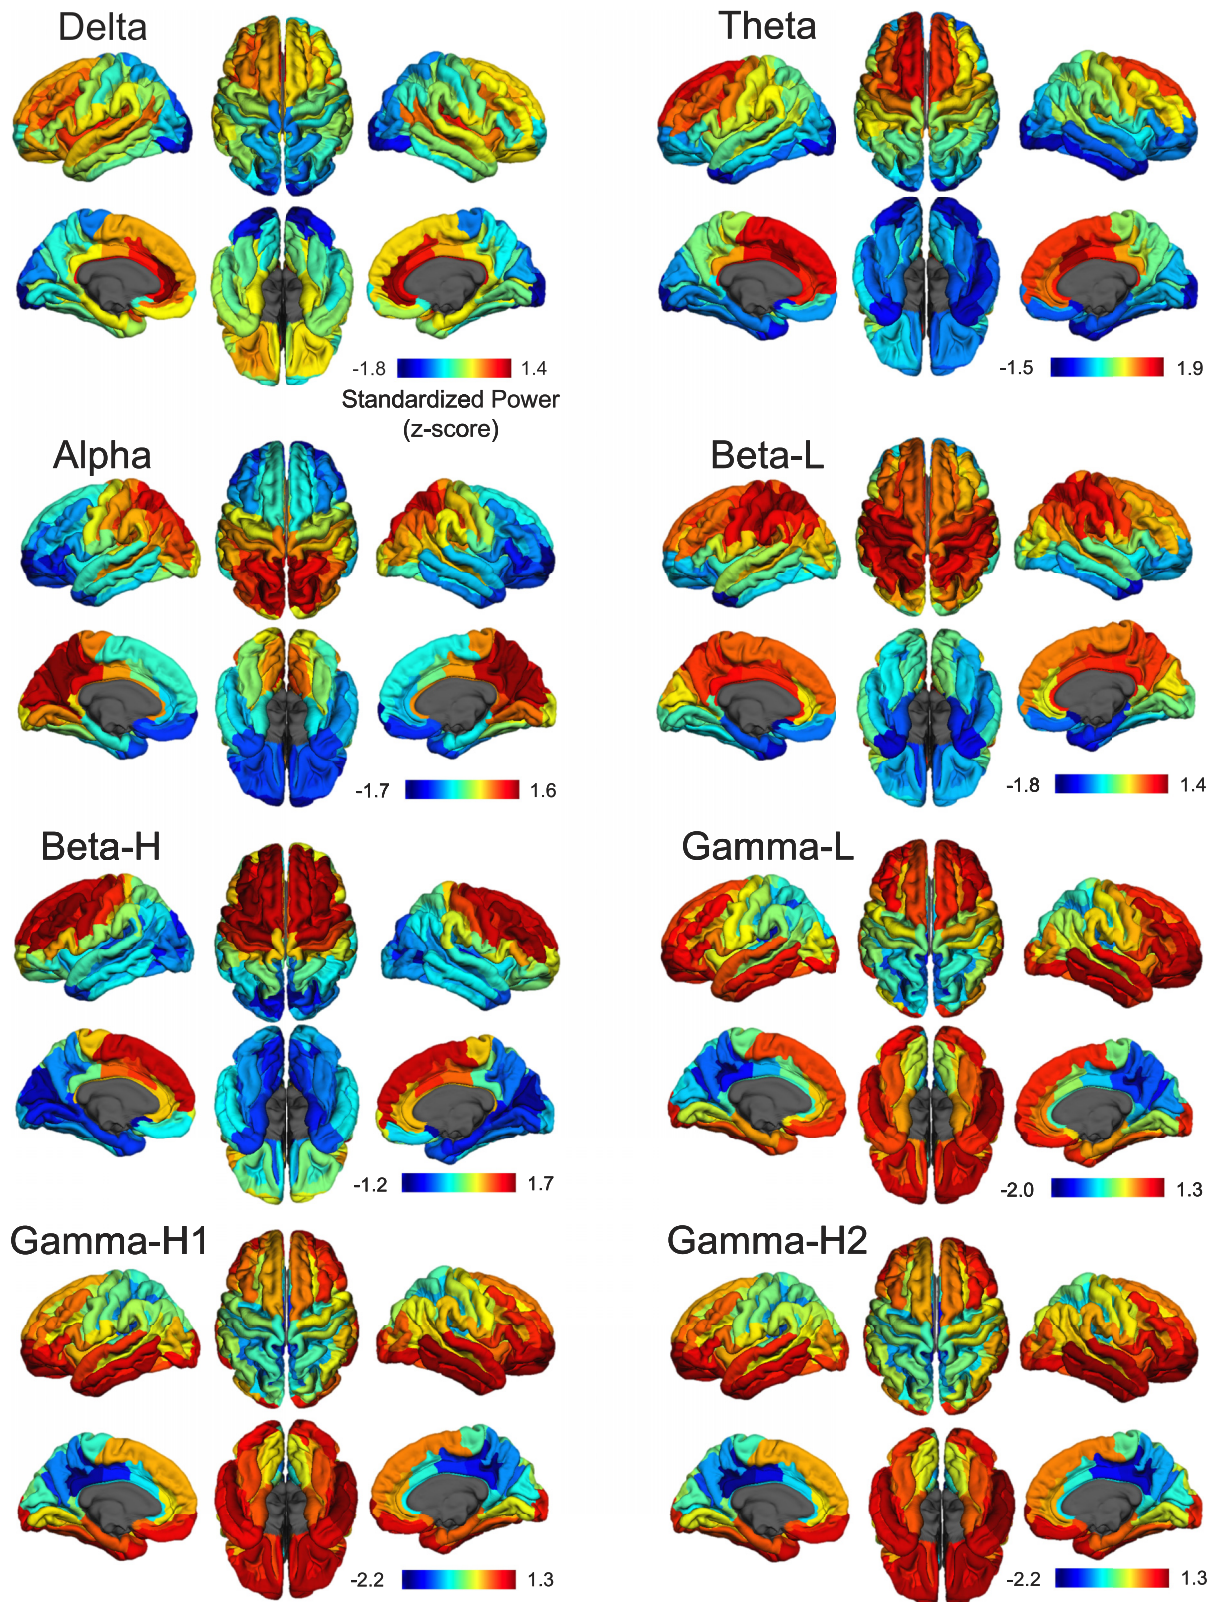 Delta
Theta
-1.8 1.4
Standardized Power
(z-score)
-1.5 1.9
Alpha
Beta-L
-1.7 1.6
-1.8 1.4
Beta-H
Gamma-L
-1.2 1.7
-2.0 1.3
Gamma-H1
Gamma-H2
-2.2 1.3
-2.2 1.3